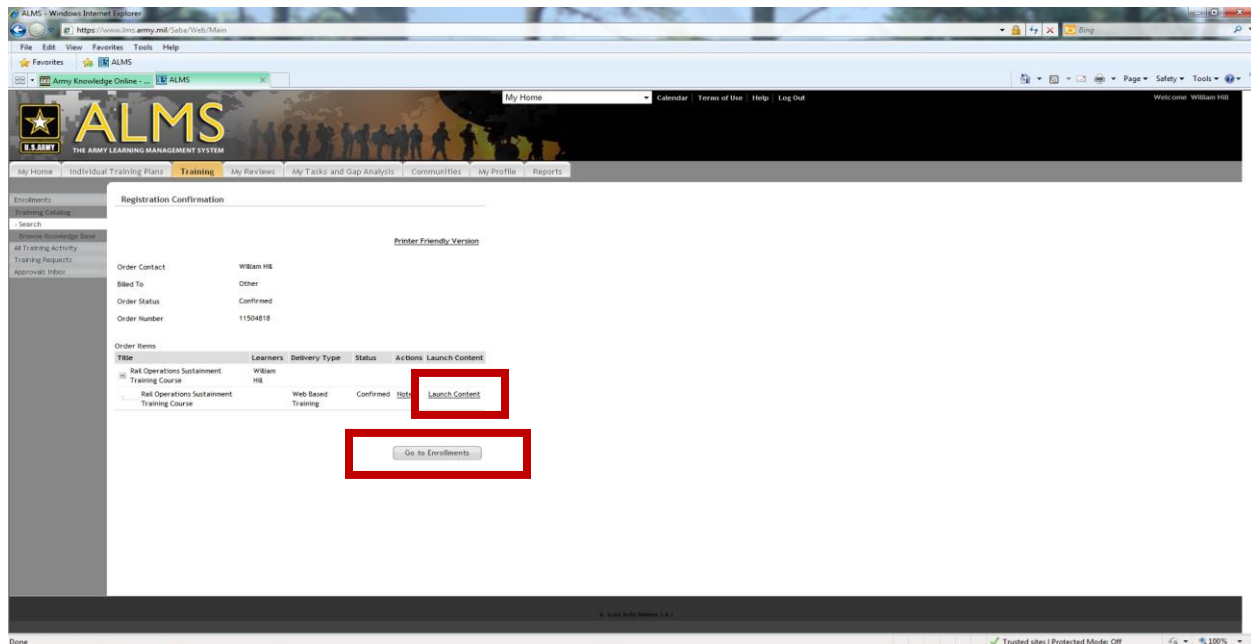 ALMS - Windows Internet Explorer
https://www.lms.army.mil/Saba/Web/Main
Bing
File Edit View Favorites Tools Help
Favorites ALMS
Army Knowledge Online - ... ALMS
Page Safety Tools
My Home Calendar Terms of Use Help Log Out Welcome William Hill
U.S.ARMY
ALMS
THE ARMY LEARNING MANAGEMENT SYSTEM
My Home Individual Training Plans Training My Reviews My Tasks and Gap Analysis Communities My Profile Reports
Enrollments
Training Catalog
Search
Browse Knowledge Base
All Training Activity
Training Requests
Approvals Inbox
Registration Confirmation
Printer Friendly Version
Order Contact William Hill
Billed To Other
Order Status Confirmed
Order Number 11504818
Order Items
Title Learners Delivery Type Status Actions Launch Content
Rail Operations Sustainment William
Training Course Hill
Rail Operations Sustainment Web Based Confirmed Note Launch Content
Training Course Training
Go to Enrollments
Done Trusted sites | Protected Mode: Off 100%